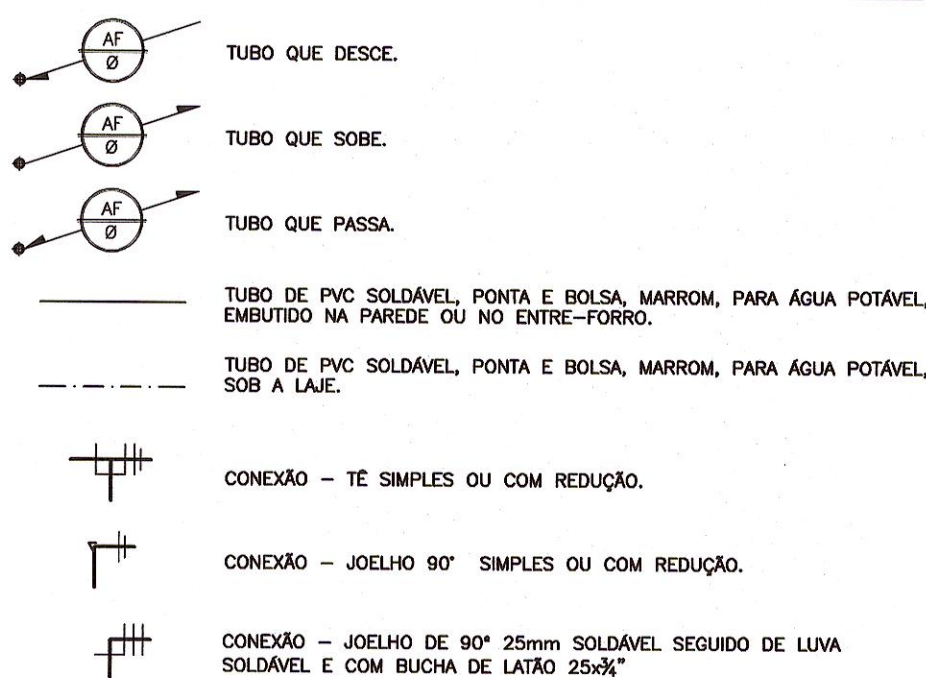 AF
Ø
TUBO QUE DESCE.
AF
Ø
TUBO QUE SOBE.
AF
Ø
TUBO QUE PASSA.
TUBO DE PVC SOLDÁVEL, PONTA E BOLSA, MARROM, PARA ÁGUA POTÁVEL,
EMBUTIDO NA PAREDE OU NO ENTRE-FORRO.
TUBO DE PVC SOLDÁVEL, PONTA E BOLSA, MARROM, PARA ÁGUA POTÁVEL,
SOB A LAJE.
CONEXÃO - TÊ SIMPLES OU COM REDUÇÃO.
CONEXÃO - JOELHO 90° SIMPLES OU COM REDUÇÃO.
CONEXÃO - JOELHO DE 90° 25mm SOLDÁVEL SEGUIDO DE LUVA
SOLDÁVEL E COM BUCHA DE LATÃO 25x¾"